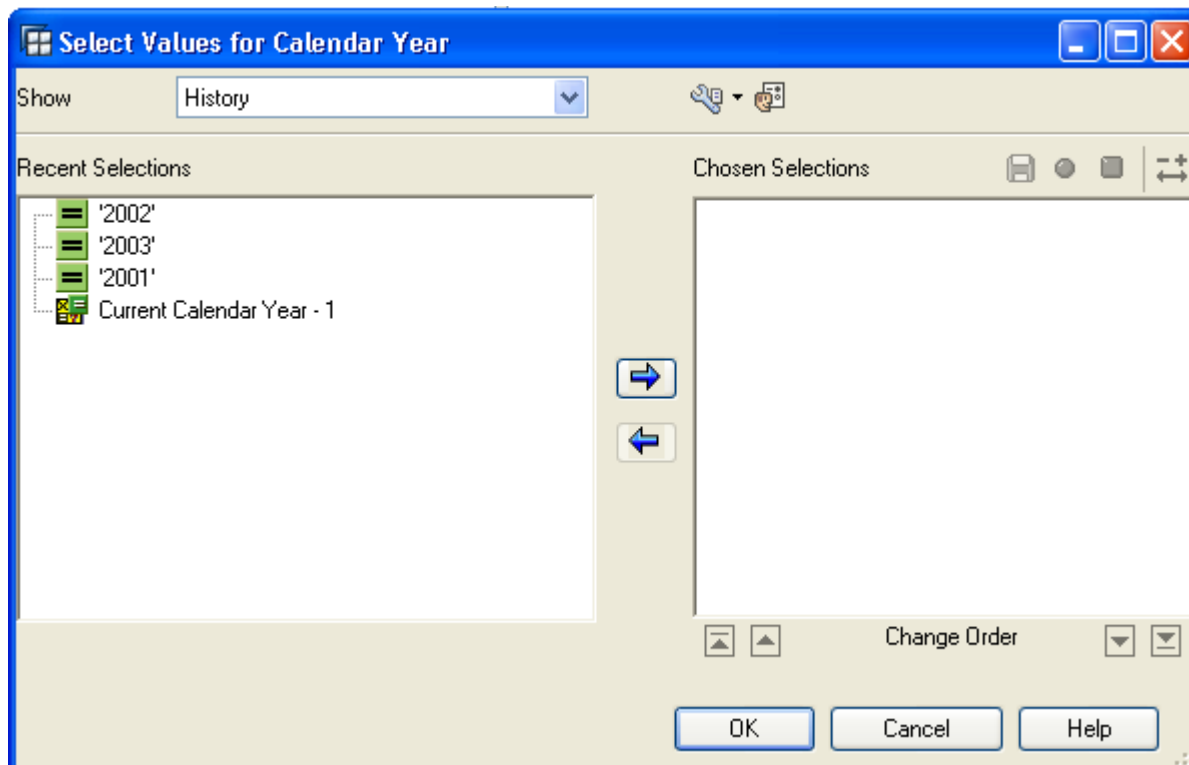 Select Values for Calendar Year
Show History
Recent Selections
Chosen Selections
'2002'
'2003'
'2001'
Current Calendar Year - 1
Change Order
OK Cancel Help